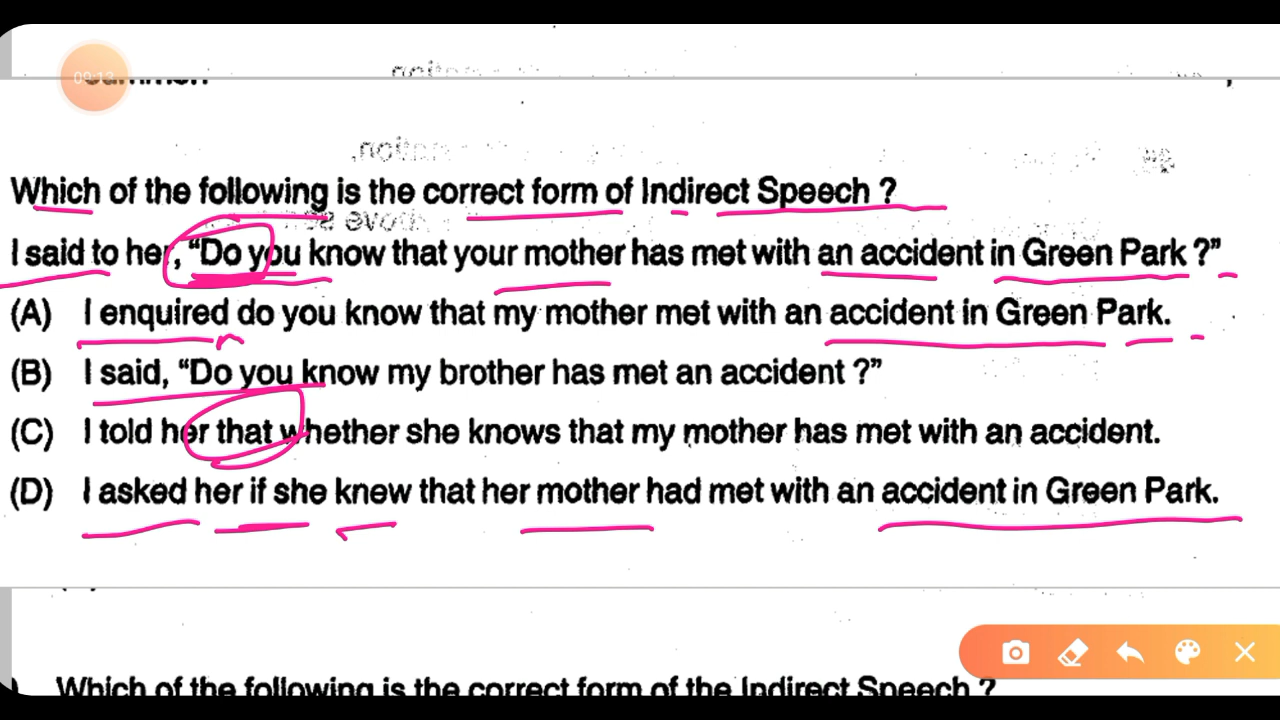 09:12
Which of the following is the correct form of Indirect Speech ?
I said to her, “Do you know that your mother has met with an accident in Green Park ?”
(A) I enquired do you know that my mother met with an accident in Green Park.
(B) I said, “Do you know my brother has met an accident ?”
(C) I told her that whether she knows that my mother has met with an accident.
(D) I asked her if she knew that her mother had met with an accident in Green Park.
Which of the following is the correct form of the Indirect Speech ?